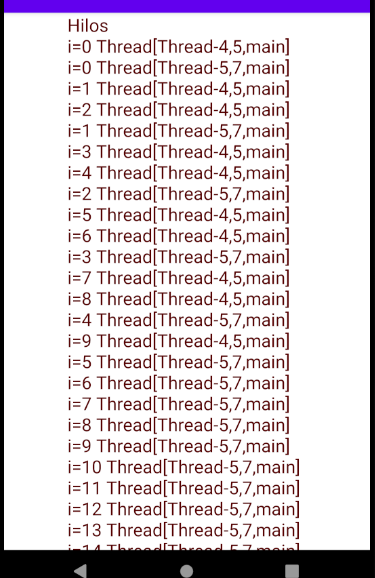 Hilos
i=0 Thread[Thread-4,5,main]
i=0 Thread[Thread-5,7,main]
i=1 Thread[Thread-4,5,main]
i=2 Thread[Thread-4,5,main]
i=1 Thread[Thread-5,7,main]
i=3 Thread[Thread-4,5,main]
i=4 Thread[Thread-4,5,main]
i=2 Thread[Thread-5,7,main]
i=5 Thread[Thread-4,5,main]
i=6 Thread[Thread-4,5,main]
i=3 Thread[Thread-5,7,main]
i=7 Thread[Thread-4,5,main]
i=8 Thread[Thread-4,5,main]
i=4 Thread[Thread-5,7,main]
i=9 Thread[Thread-4,5,main]
i=5 Thread[Thread-5,7,main]
i=6 Thread[Thread-5,7,main]
i=7 Thread[Thread-5,7,main]
i=8 Thread[Thread-5,7,main]
i=9 Thread[Thread-5,7,main]
i=10 Thread[Thread-5,7,main]
i=11 Thread[Thread-5,7,main]
i=12 Thread[Thread-5,7,main]
i=13 Thread[Thread-5,7,main]
i=14 Thread[Thread-5,7,main]